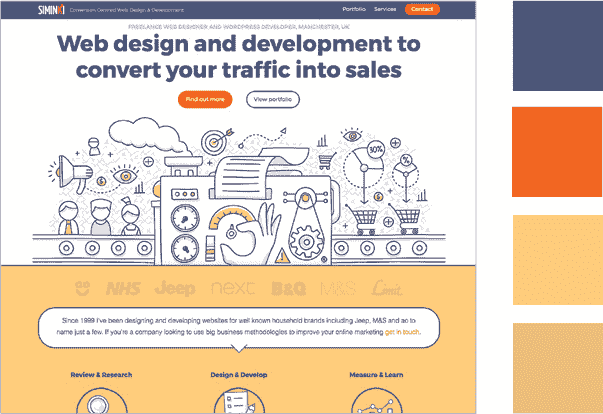 SIMINKI Conversion Centred Web Design & Development Portfolio Services Contact
FREELANCE WEB DESIGNER AND WORDPRESS DEVELOPER, MANCHESTER, UK
Web design and development to
convert your traffic into sales
Find out more View portfolio
30%
%
$
NHS Jeep next B&Q M&S
Since 1999 I've been designing and developing websites for well known household brands including Jeep, M&S and ao to
name just a few. If you're a company looking to use big business methodologies to improve your online marketing get in touch.
Review & Research Design & Develop Measure & Learn